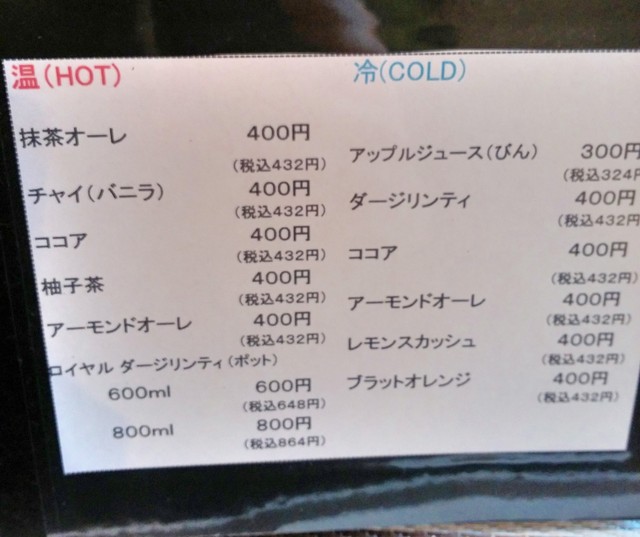 温(HOT)
抹茶オーレ 400円
(税込432円)
チャイ(バニラ) 400円
(税込432円)
ココア 400円
(税込432円)
柚子茶 400円
(税込432円)
アーモンドオーレ 400円
(税込432円)
ロイヤル ダージリンティ(ポット)
600ml 600円
(税込648円)
800ml 800円
(税込864円)
冷(COLD)
アップルジュース(びん) 300円
(税込324円
ダージリンティ 400円
(税込432円
ココア 400円
(税込432円)
アーモンドオーレ 400円
(税込432円)
レモンスカッシュ 400円
(税込432円)
ブラットオレンジ 400円
(税込432円)